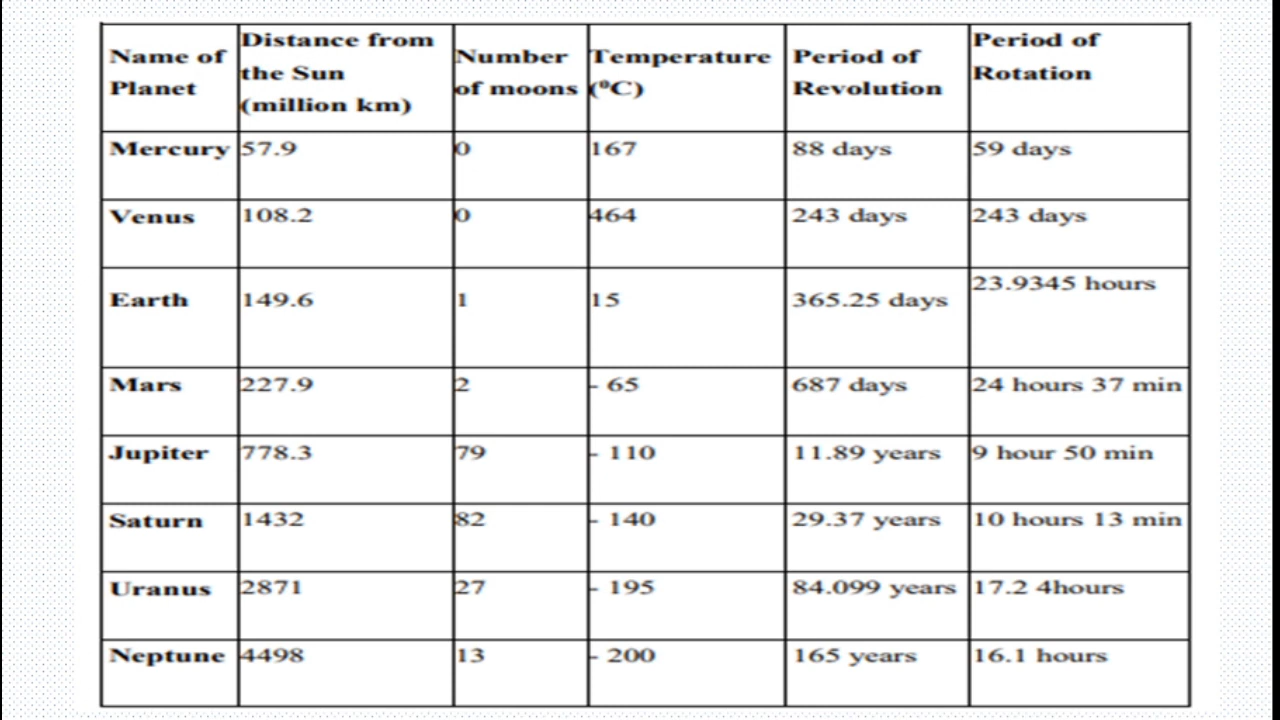 Name of Planet Distance from the Sun (million km) Number of moons Temperature (⁰C) Period of Revolution Period of Rotation
Mercury 57.9 0 167 88 days 59 days
Venus 108.2 0 464 243 days 243 days
Earth 149.6 1 15 365.25 days 23.9345 hours
Mars 227.9 2 - 65 687 days 24 hours 37 min
Jupiter 778.3 79 - 110 11.89 years 9 hour 50 min
Saturn 1432 82 - 140 29.37 years 10 hours 13 min
Uranus 2871 27 - 195 84.099 years 17.2 4hours
Neptune 4498 13 - 200 165 years 16.1 hours